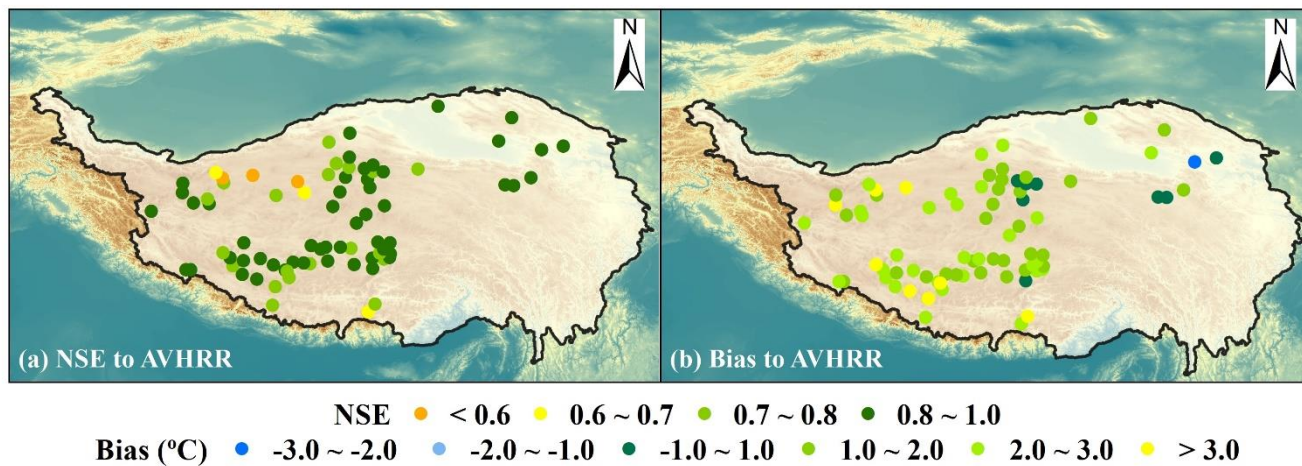 N
N
(a) NSE to AVHRR
(b) Bias to AVHRR
NSE < 0.6 0.6 ~ 0.7 0.7 ~ 0.8 0.8 ~ 1.0
Bias (ºC) -3.0 ~ -2.0 -2.0 ~ -1.0 -1.0 ~ 1.0 1.0 ~ 2.0 2.0 ~ 3.0 > 3.0